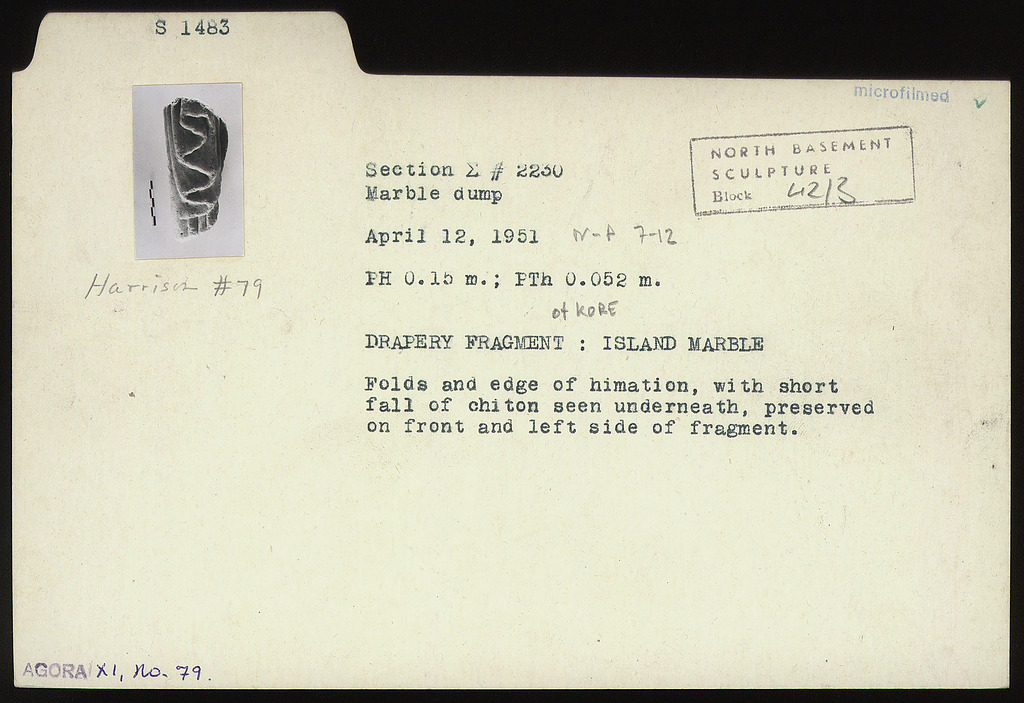 S 1483
microfilmed
NORTH BASEMENT
SCULPTURE
Block 42/3
Section Σ # 2230
Marble dump
April 12, 1951 N-P 7-12
PH 0.15 m.; PTh 0.052 m.
Harrison #79
of KORE
DRAPERY FRAGMENT : ISLAND MARBLE
Folds and edge of himation, with short
fall of chiton seen underneath, preserved
on front and left side of fragment.
AGORA XI, No. 79.